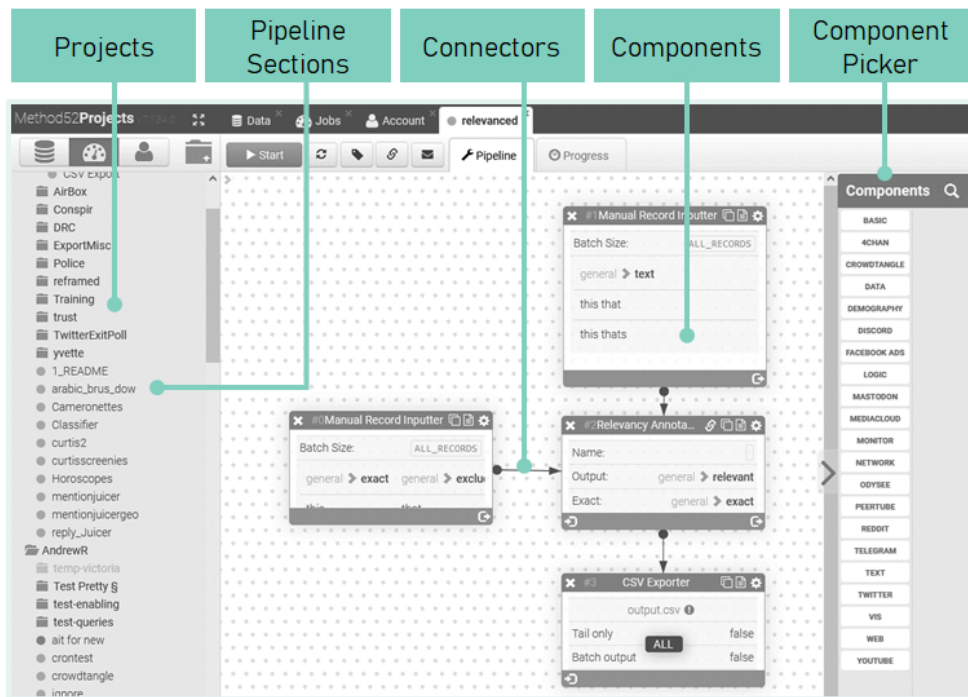 Projects
Pipeline
Sections
Connectors
Components
Component
Picker
Method52Projects
Data
Jobs
Account
relevanced
Start
Pipeline
Progress
CSV Export
AirBox
Conspir
DRC
ExportMisc
Police
reframed
Training
trust
TwitterExitPoll
yvette
1_README
arabic_brus_dow
Cameronettes
Classifier
curtis2
curtisscreenies
Horoscopes
mentionjuicer
mentionjuicergeo
reply_Juicer
AndrewR
temp-victoria
Test Pretty §
test-enabling
test-queries
ait for new
crontest
crowdtangle
ignore
#1Manual Record Inputter
Batch Size: ALL_RECORDS
general > text
this that
this thats
#0Manual Record Inputter
Batch Size: ALL_RECORDS
general > exact general > exclu
this that
#2Relevancy Annota...
Name:
Output: general > relevant
Exact: general > exact
#3 CSV Exporter
output.csv
Tail only false
ALL
Batch output false
Components
BASIC
4CHAN
CROWDTANGLE
DATA
DEMOGRAPHY
DISCORD
FACEBOOK ADS
LOGIC
MASTODON
MEDIACLOUD
MONITOR
NETWORK
ODYSEE
PEERTUBE
REDDIT
TELEGRAM
TEXT
TWITTER
VIS
WEB
YOUTUBE